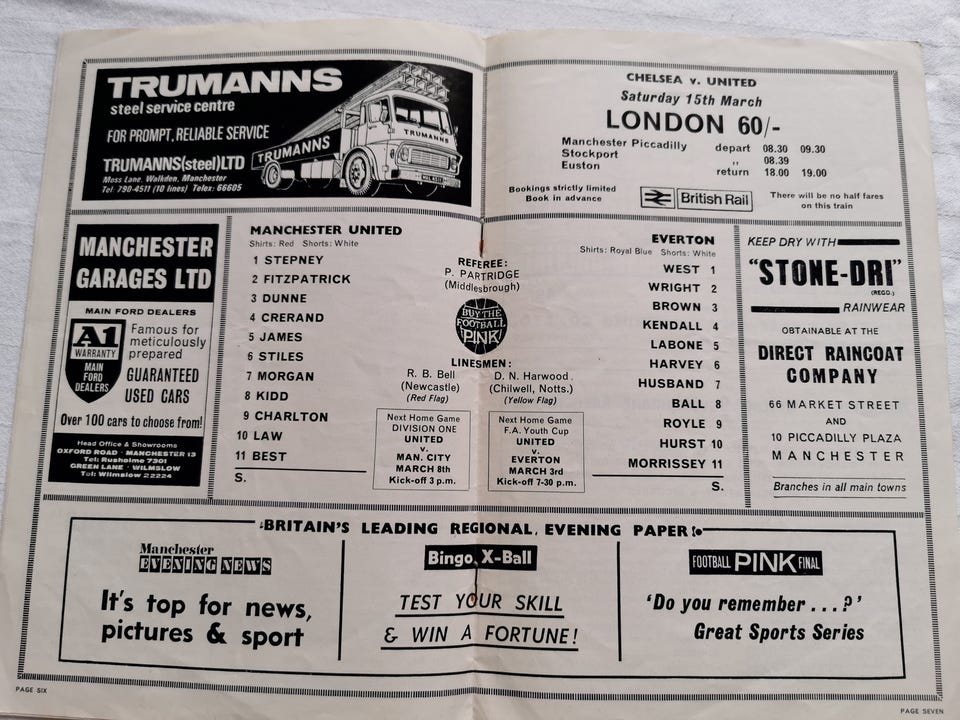 TRUMANNS
steel service centre
FOR PROMPT, RELIABLE SERVICE
TRUMANNS(steel)LTD
Moss Lane, Walkden, Manchester
Tel: 790-4511 (10 lines) Telex: 66605
TRUMANNS
TRUMANNS
CHELSEA v. UNITED
Saturday 15th March
LONDON 60/-
Manchester Piccadilly depart 08.30 09.30
Stockport ,, 08.39
Euston return 18.00 19.00
Bookings strictly limited
Book in advance
British Rail
There will be no half fares
on this train
MANCHESTER
GARAGES LTD
MAIN FORD DEALERS
A1
WARRANTY
MAIN
FORD
DEALERS
Famous for
meticulously
prepared
GUARANTEED
USED CARS
Over 100 cars to choose from!
Head Office & Showrooms
OXFORD ROAD · MANCHESTER 13
Tel: Rusholme 7301
GREEN LANE · WILMSLOW
Tel: Wilmslow 22224
MANCHESTER UNITED
Shirts: Red Shorts: White
1 STEPNEY
2 FITZPATRICK
3 DUNNE
4 CRERAND
5 JAMES
6 STILES
7 MORGAN
8 KIDD
9 CHARLTON
10 LAW
11 BEST
S.
REFEREE:
P. PARTRIDGE
(Middlesbrough)
BUY THE
FOOTBALL
PINK
LINESMEN:
R. B. Bell
(Newcastle)
(Red Flag)
D. N. Harwood
(Chilwell, Notts.)
(Yellow Flag)
Next Home Game
DIVISION ONE
UNITED
v.
MAN. CITY
MARCH 8th
Kick-off 3 p.m.
Next Home Game
F.A. Youth Cup
UNITED
v.
EVERTON
MARCH 3rd
Kick-off 7-30 p.m.
EVERTON
Shirts: Royal Blue Shorts: White
WEST 1
WRIGHT 2
BROWN 3
KENDALL 4
LABONE 5
HARVEY 6
HUSBAND 7
BALL 8
ROYLE 9
HURST 10
MORRISSEY 11
S.
KEEP DRY WITH
"STONE-DRI"
(REGD.)
RAINWEAR
OBTAINABLE AT THE
DIRECT RAINCOAT
COMPANY
66 MARKET STREET
AND
10 PICCADILLY PLAZA
MANCHESTER
Branches in all main towns
BRITAIN'S LEADING REGIONAL EVENING PAPER!
Manchester
EVENING NEWS
It's top for news,
pictures & sport
Bingo X-Ball
TEST YOUR SKILL
& WIN A FORTUNE!
FOOTBALL PINK FINAL
'Do you remember ...?'
Great Sports Series
PAGE SIX
PAGE SEVEN